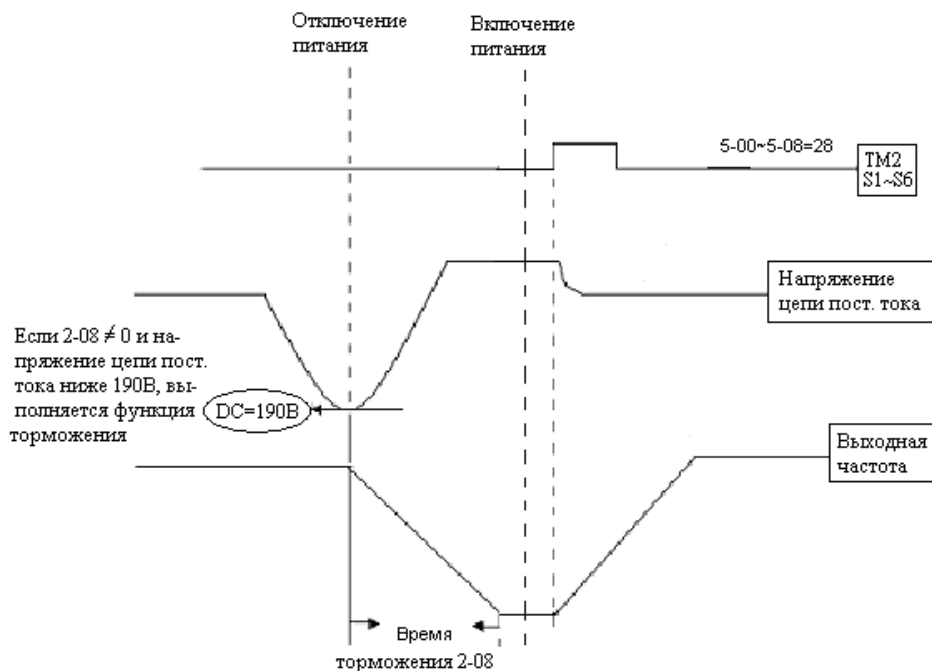 Отключение
питания
Включение
питания
5-00~5-08=28
TM2
S1~S6
Напряжение
цепи пост. тока
Если 2-08 ≠ 0 и на-
пряжение цепи пост.
тока ниже 190В, вы-
полняется функция
торможения
DC=190В
Выходная
частота
Время
торможения 2-08